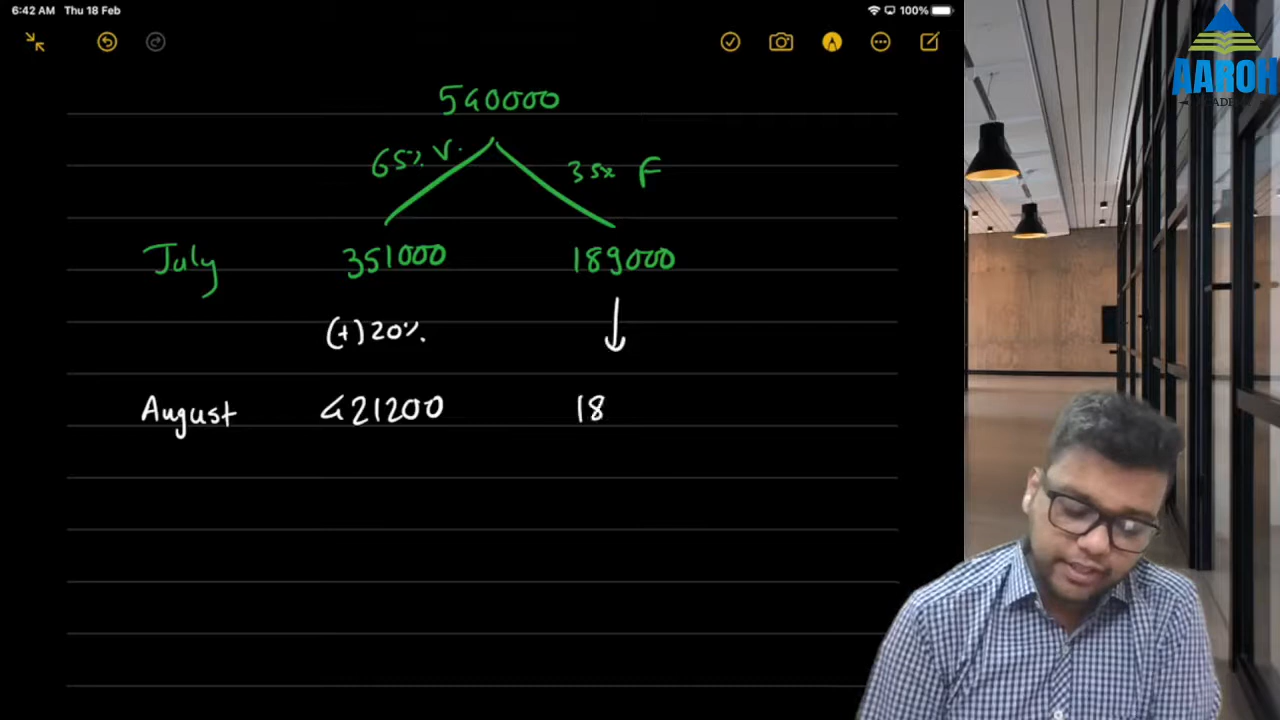 6:42 AM Thu 18 Feb 100%
AAROH
540000
65% V. 35% F
July 351000 189000
(+) 20%
August 421200 18